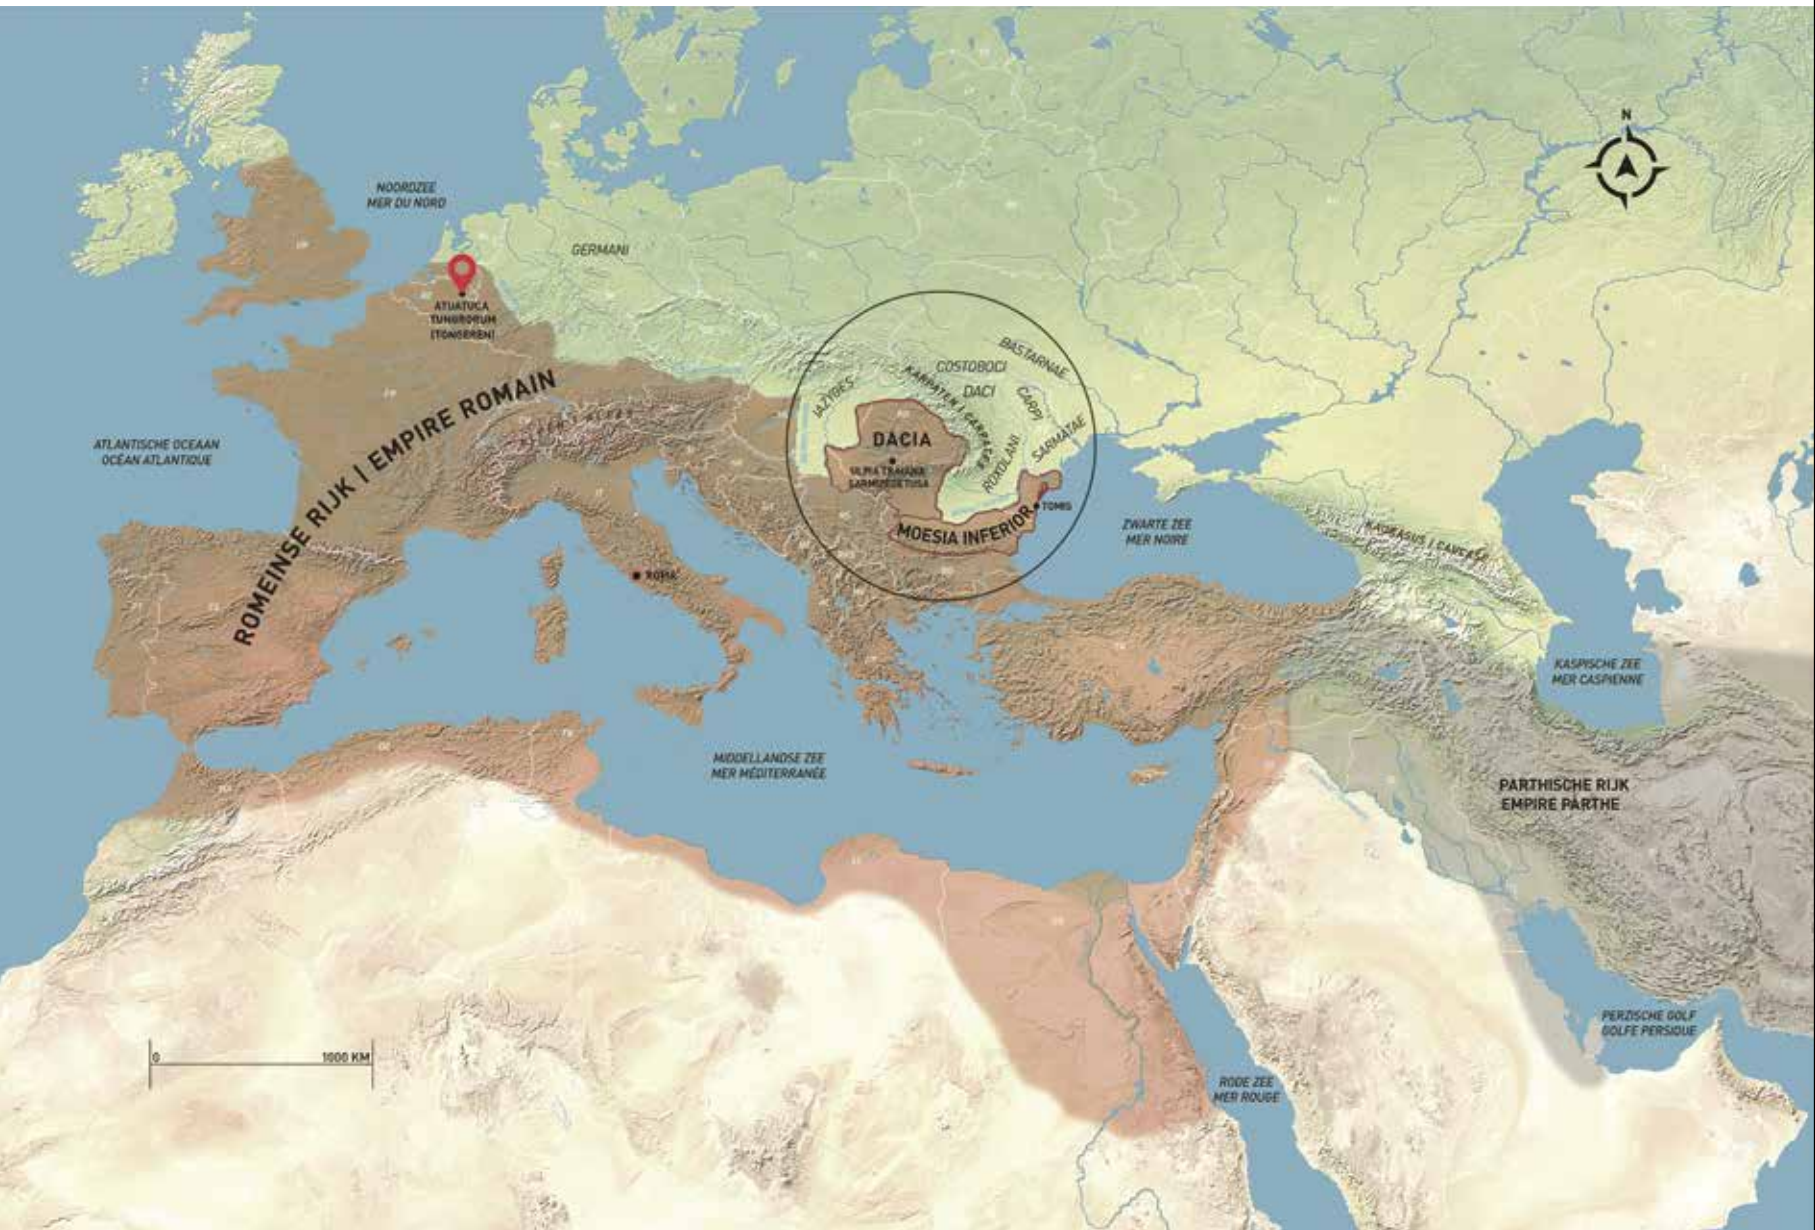 N
NOORDZEE
MER DU NORD
GERMANI
ATUATUCA
TUNGRORUM
(TONGEREN)
ROMEINSE RIJK | EMPIRE ROMAIN
ATLANTISCHE OCEAAN
OCÉAN ATLANTIQUE
BASTARNAE
COSTOBOCI
DACI
CARPI
IAZYGES
KARPATEN | CARPATES
DACIA
ULPIA TRAIANA
SARMIZEGETUSA
ROXOLANI
SARMATAE
TOMIS
MOESIA INFERIOR
ZWARTE ZEE
MER NOIRE
KAUKASUS | CAUCASE
ROMA
KASPISCHE ZEE
MER CASPIENNE
MIDDELLANDSE ZEE
MER MÉDITERRANÉE
PARTHISCHE RIJK
EMPIRE PARTHE
PERZISCHE GOLF
GOLFE PERSIQUE
RODE ZEE
MER ROUGE
0 1000 KM